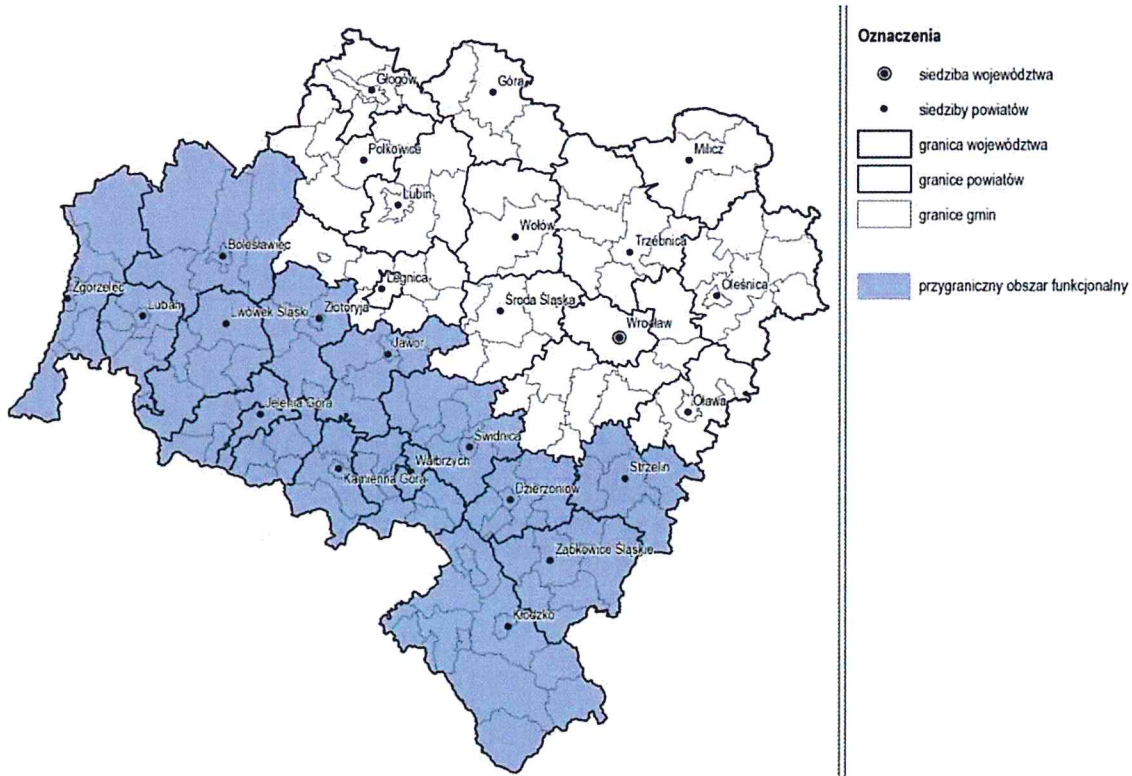 Głogów
Góra
Polkowice
Milicz
Lubin
Wołów
Trzebnica
Bolesławiec
Legnica
Oleśnica
Zgorzelec
Lubań
Lwówek Śląski
Złotoryja
Środa Śląska
Wrocław
Jawor
Jelenia Góra
Oława
Świdnica
Wałbrzych
Kamienna Góra
Strzelin
Dzierżoniów
Ząbkowice Śląskie
Kłodzko
Oznaczenia
siedziba województwa
siedziby powiatów
granica województwa
granice powiatów
granice gmin
przygraniczny obszar funkcjonalny